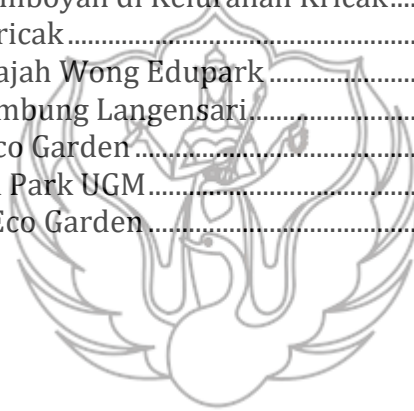 mboyan di Kelurahan Kricak....
ricak......................................................
ajah Wong Edupark........................
mbung Langensari...........................
co Garden..............................................
Park UGM...........................................
Eco Garden...........................................